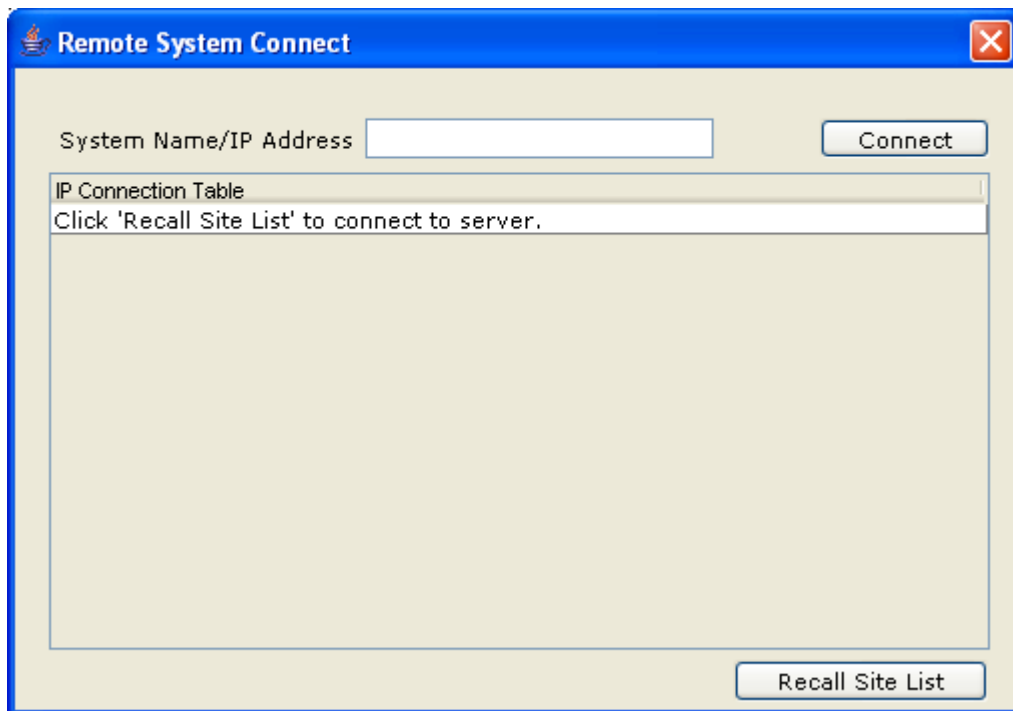 Remote System Connect
System Name/IP Address
Connect
IP Connection Table
Click 'Recall Site List' to connect to server.
Recall Site List